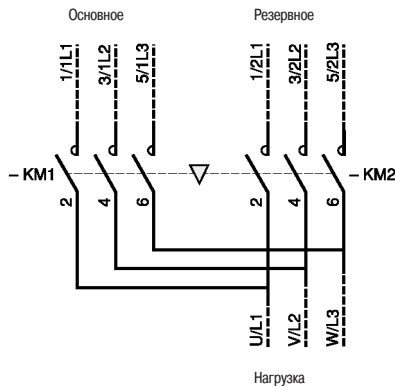 Основное Резервное
1/1L1 3/1L2 5/1L3 1/2L1 3/2L2 5/2L3
– KM1 – KM2
2 4 6 2 4 6
U/L1 V/L2 W/L3
Нагрузка